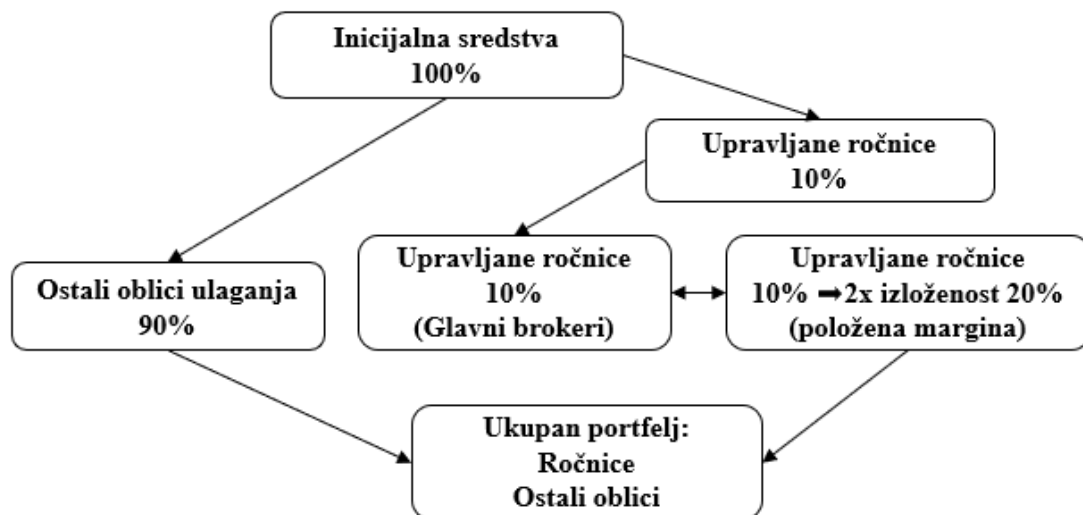 Inicijalna sredstva
100%
Upravljane ročnice
10%
Upravljane ročnice
10%
(Glavni brokeri)
Upravljane ročnice
10% ➡2x izloženost 20%
(položena margina)
Ostali oblici ulaganja
90%
Ukupan portfelj:
Ročnice
Ostali oblici